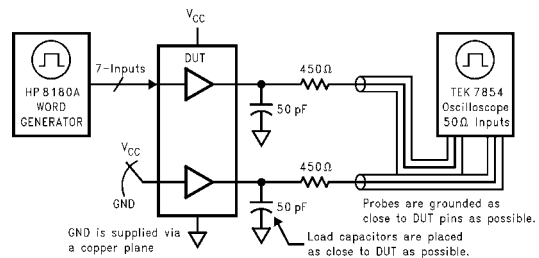 VCC
DUT
7-Inputs
HP 8180A
WORD
GENERATOR
450Ω
50 pF
TEK 7854
Oscilloscope
50Ω Inputs
VCC
GND
450Ω
50 pF
GND is supplied via
a copper plane
Probes are grounded as
close to DUT pins as possible.
Load capacitors are placed
as close to DUT as possible.